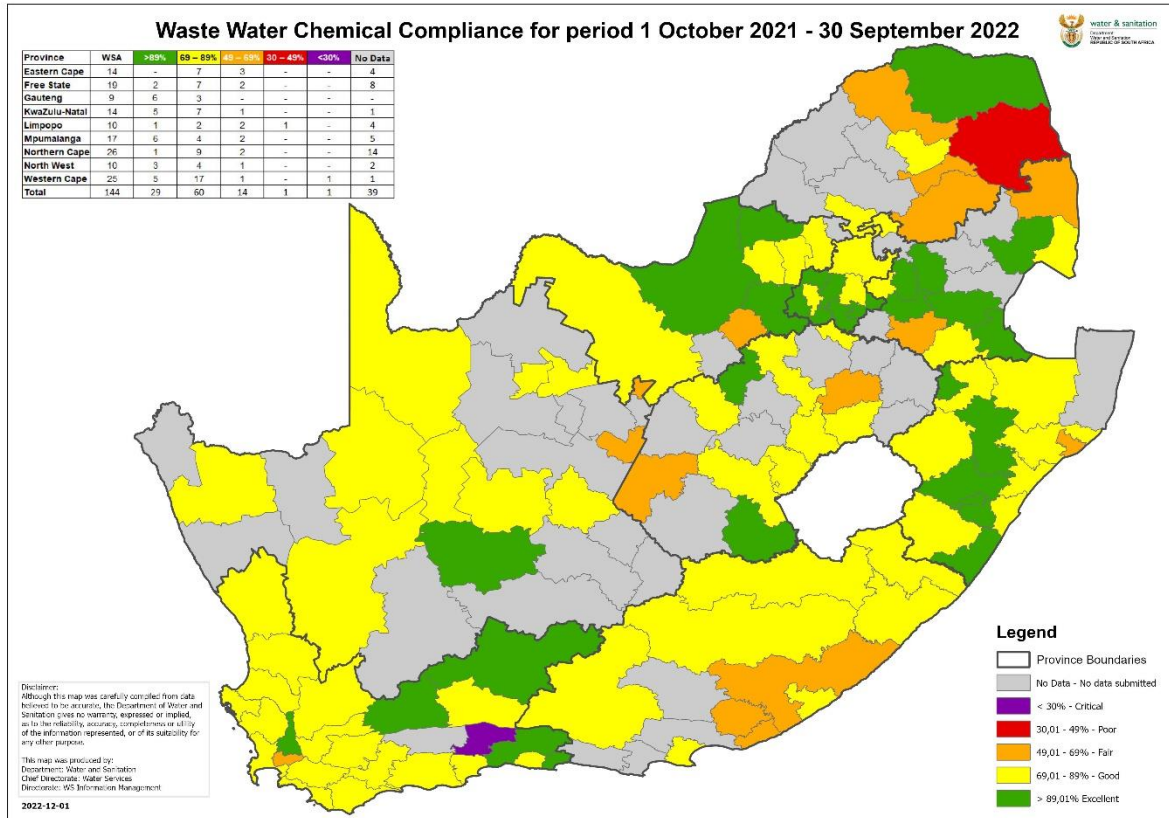 Waste Water Chemical Compliance for period 1 October 2021 - 30 September 2022
water & sanitation
Department:
Water and Sanitation
REPUBLIC OF SOUTH AFRICA
Province WSA >89% 69 – 89% 49 – 69% 30 – 49% <30% No Data
Eastern Cape 14 - 7 3 - - 4
Free State 19 2 7 2 - - 8
Gauteng 9 6 3 - - - -
KwaZulu-Natal 14 5 7 1 - - 1
Limpopo 10 1 2 2 1 - 4
Mpumalanga 17 6 4 2 - - 5
Northern Cape 26 1 9 2 - - 14
North West 10 3 4 1 - - 2
Western Cape 25 5 17 1 - 1 1
Total 144 29 60 14 1 1 39
Legend
Province Boundaries
No Data - No data submitted
< 30% - Critical
30,01 - 49% - Poor
49,01 - 69% - Fair
69,01 - 89% - Good
> 89,01% Excellent
Disclaimer:
Although this map was carefully compiled from data
believed to be accurate, the Department of Water and
Sanitation gives no warranty, expressed or implied,
as to the reliability, accuracy, completeness or utility
of the information represented, or of its suitability for
any other purpose.
This map was produced by:
Department: Water and Sanitation
Chief Directorate: Water Services
Directorate: WS Information Management
2022-12-01